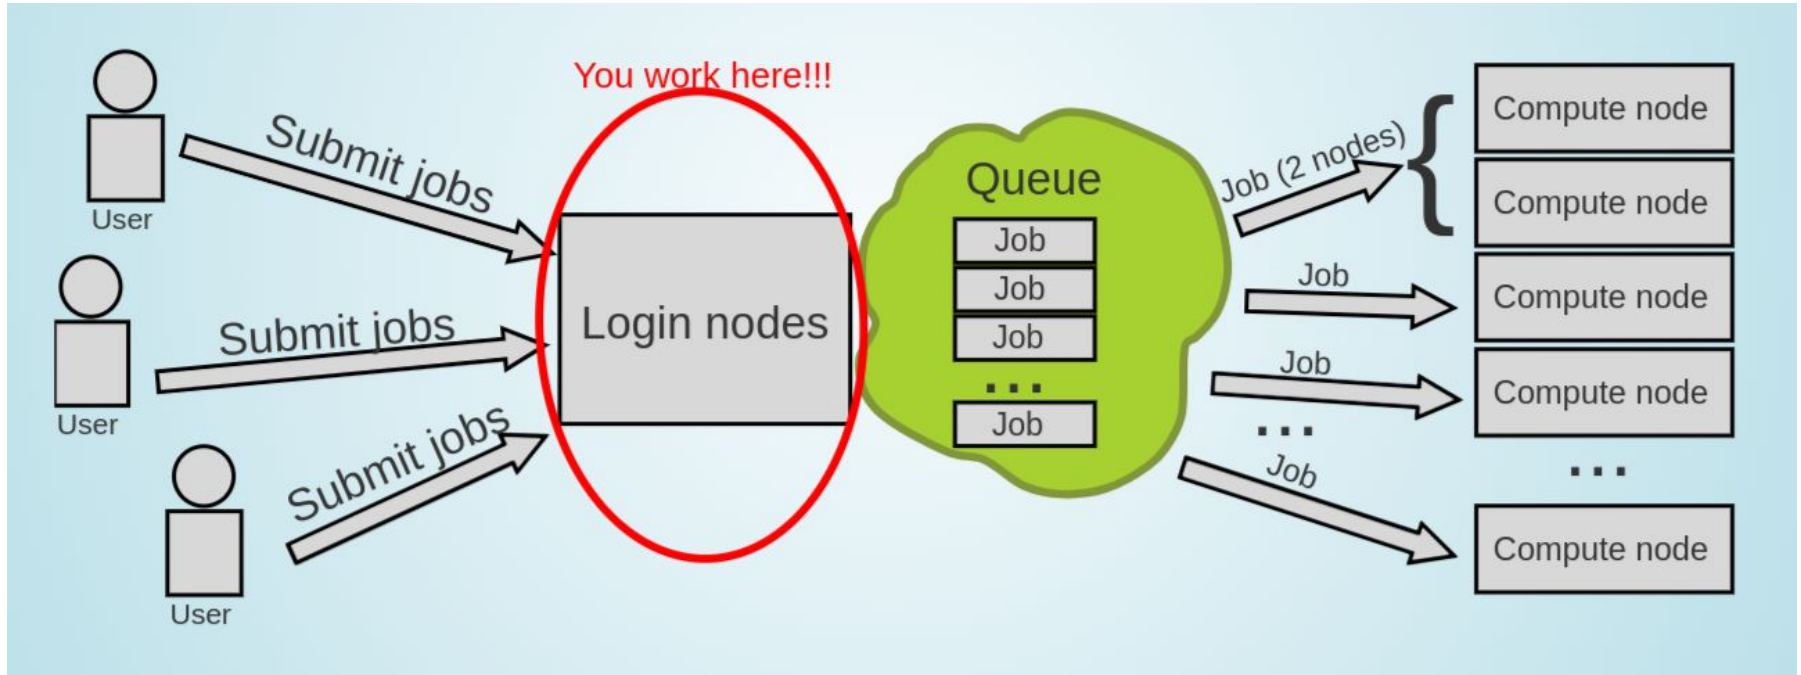 You work here!!!
Submit jobs
User
Submit jobs
User
Submit jobs
User
Login nodes
Queue
Job
Job
Job
...
Job
Job (2 nodes)
{
Job
Job
...
Job
Compute node
Compute node
Compute node
Compute node
...
Compute node